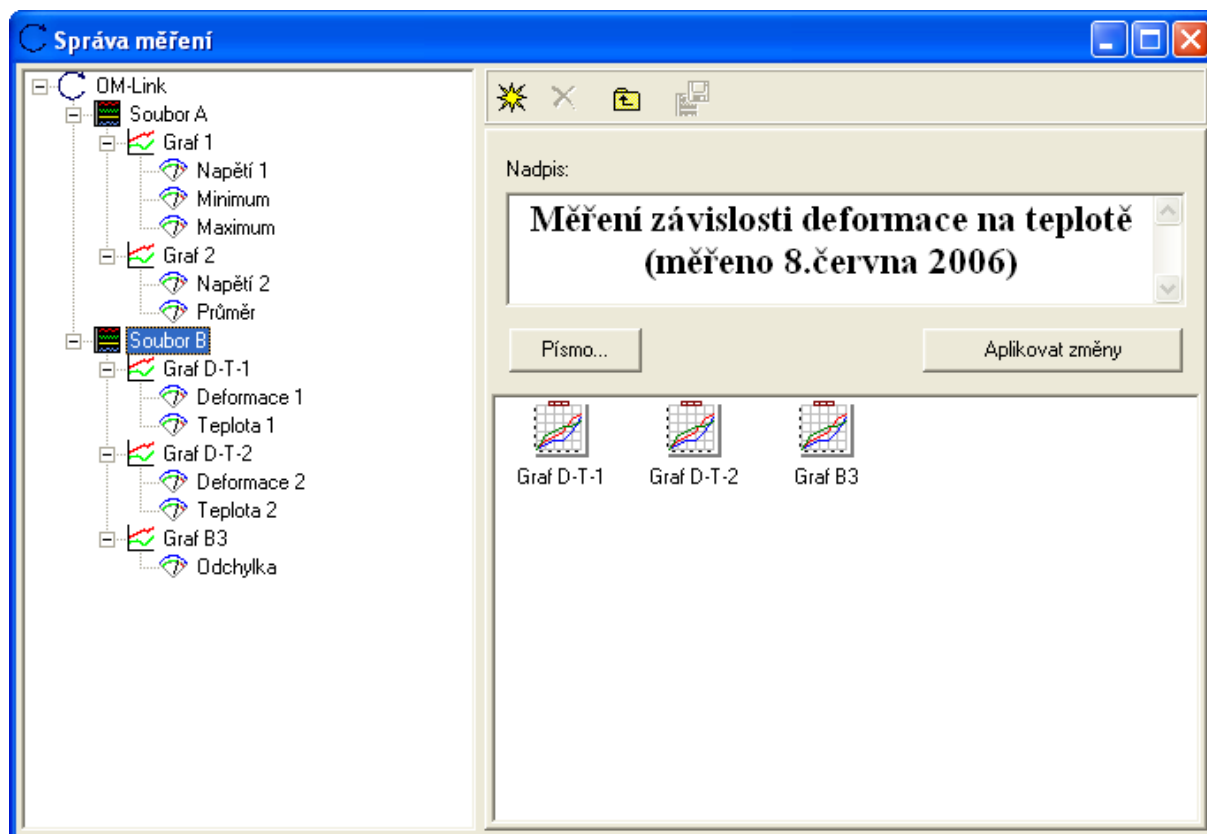 Správa měření
OM-Link
Soubor A
Graf 1
Napětí 1
Minimum
Maximum
Graf 2
Napětí 2
Průměr
Soubor B
Graf D-T-1
Deformace 1
Teplota 1
Graf D-T-2
Deformace 2
Teplota 2
Graf B3
Odchylka
Nadpis:
Měření závislosti deformace na teplotě
(měřeno 8.června 2006)
Písmo...
Aplikovat změny
Graf D-T-1
Graf D-T-2
Graf B3